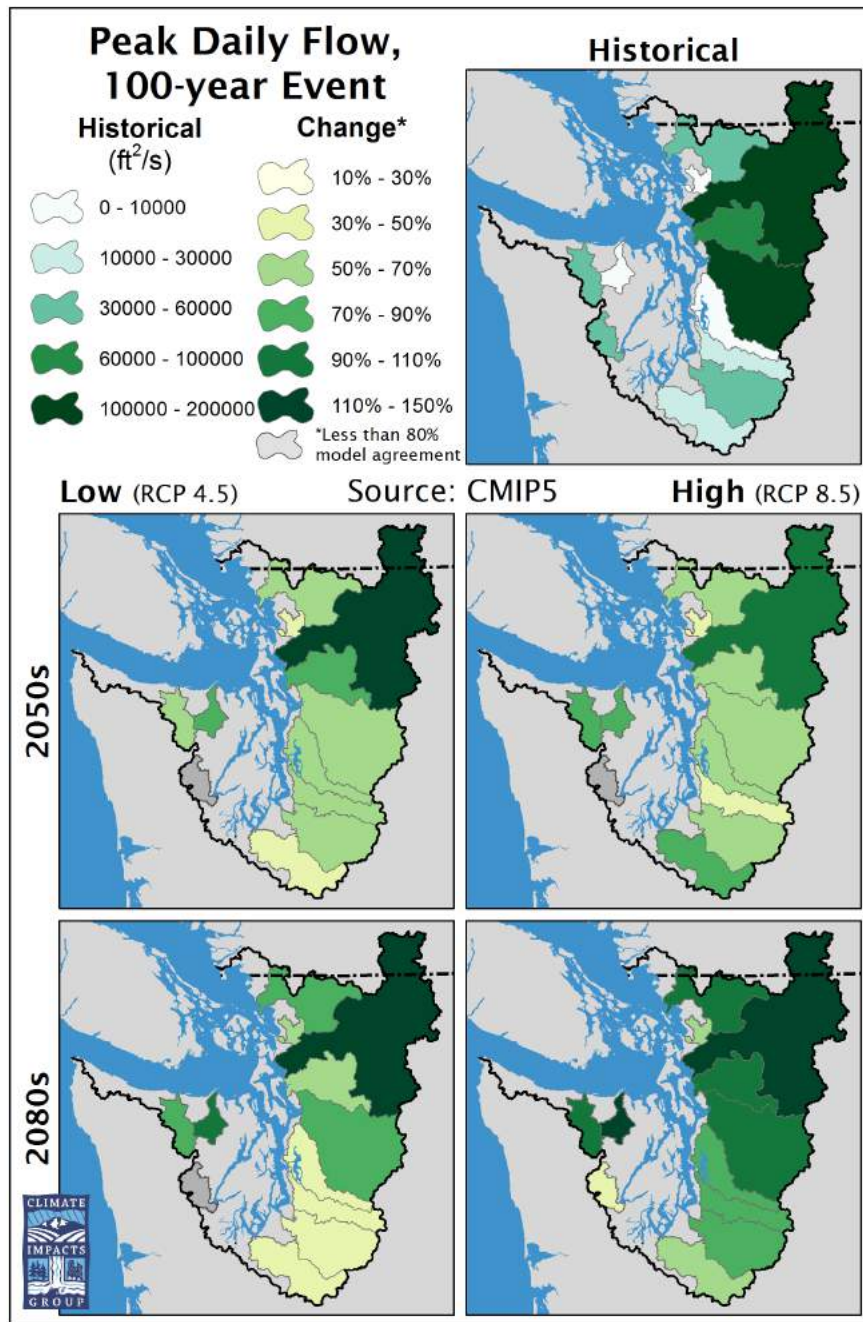 Peak Daily Flow,
100-year Event
Historical
(ft²/s)
0 - 10000
10000 - 30000
30000 - 60000
60000 - 100000
100000 - 200000
Change*
10% - 30%
30% - 50%
50% - 70%
70% - 90%
90% - 110%
110% - 150%
*Less than 80%
model agreement
Historical
Low (RCP 4.5)
Source: CMIP5
High (RCP 8.5)
2050s
2080s
CLIMATE
IMPACTS
GROUP